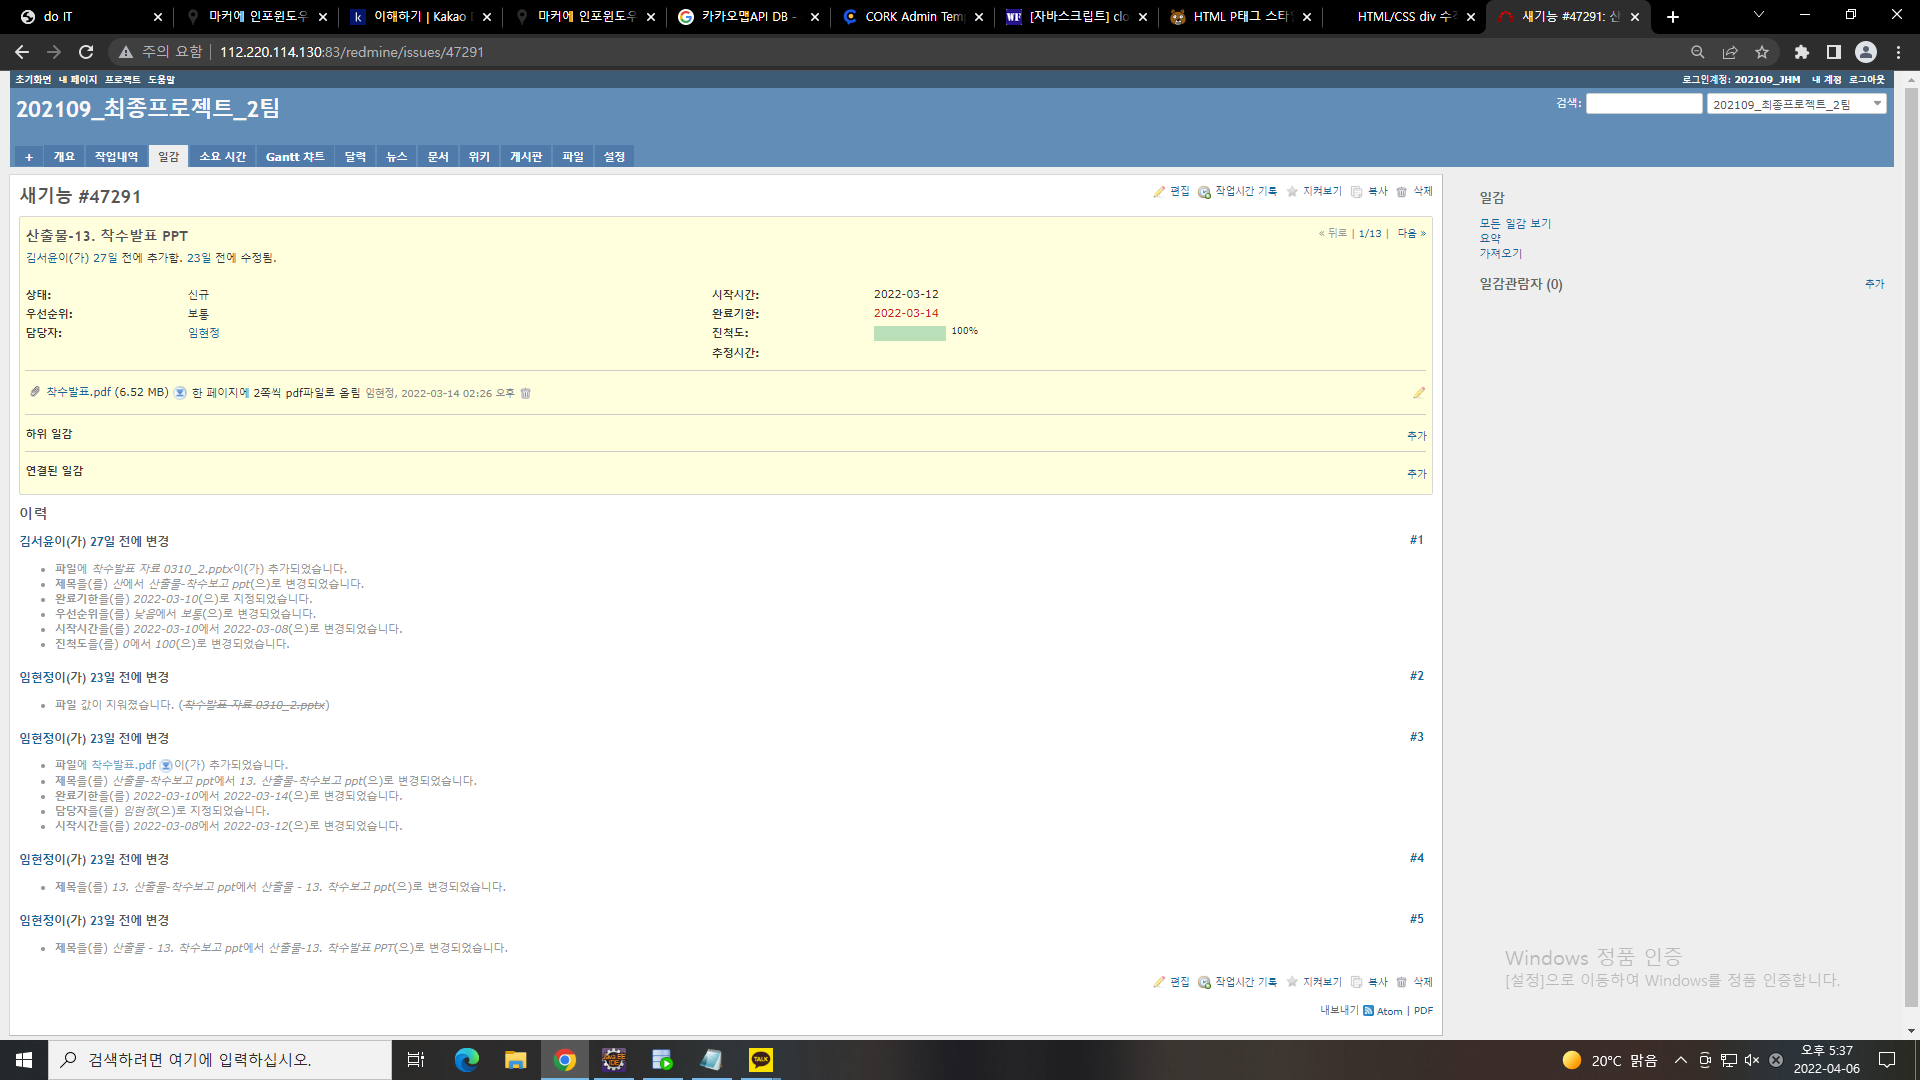 do IT
마커에 인포윈도우
이해하기 | Kakao D
마커에 인포윈도우
카카오맵API DB -
CORK Admin Temp
[자바스크립트] clo
HTML P태그 스타일
HTML/CSS div 수
새기능 #47291: 산
주의 요함 | 112.220.114.130:83/redmine/issues/47291
초기화면 내 페이지 프로젝트 도움말
로그인계정: 202109_JHM 내 계정 로그아웃
202109_최종프로젝트_2팀
검색: 202109_최종프로젝트_2팀
+ 개요 작업내역 일감 소요 시간 Gantt 챠트 달력 뉴스 문서 위키 게시판 파일 설정
새기능 #47291
편집 작업시간 기록 지켜보기 복사 삭제
산출물-13. 착수발표 PPT
« 뒤로 | 1/13 | 다음 »
김서윤이(가) 27일 전에 추가함. 23일 전에 수정됨.
상태: 신규 시작시간: 2022-03-12
우선순위: 보통 완료기한: 2022-03-14
담당자: 임현정 진척도: 100%
추정시간:
착수발표.pdf (6.52 MB) 한 페이지에 2쪽씩 pdf파일로 올림 임현정, 2022-03-14 02:26 오후
하위 일감 추가
연결된 일감 추가
이력
김서윤이(가) 27일 전에 변경 #1
파일에 착수발표 자료 0310_2.pptx이(가) 추가되었습니다.
제목을(를) 산에서 산출물-착수보고 ppt(으)로 변경되었습니다.
완료기한을(를) 2022-03-10(으)로 지정되었습니다.
우선순위을(를) 낮음에서 보통(으)로 변경되었습니다.
시작시간을(를) 2022-03-10에서 2022-03-08(으)로 변경되었습니다.
진척도을(를) 0에서 100(으)로 변경되었습니다.
임현정이(가) 23일 전에 변경 #2
파일 값이 지워졌습니다. (착수발표 자료 0310_2.pptx)
임현정이(가) 23일 전에 변경 #3
파일에 착수발표.pdf 이(가) 추가되었습니다.
제목을(를) 산출물-착수보고 ppt에서 13. 산출물-착수보고 ppt(으)로 변경되었습니다.
완료기한을(를) 2022-03-10에서 2022-03-14(으)로 변경되었습니다.
담당자을(를) 임현정(으)로 지정되었습니다.
시작시간을(를) 2022-03-08에서 2022-03-12(으)로 변경되었습니다.
임현정이(가) 23일 전에 변경 #4
제목을(를) 13. 산출물-착수보고 ppt에서 산출물 - 13. 착수보고 ppt(으)로 변경되었습니다.
임현정이(가) 23일 전에 변경 #5
제목을(를) 산출물 - 13. 착수보고 ppt에서 산출물-13. 착수발표 PPT(으)로 변경되었습니다.
편집 작업시간 기록 지켜보기 복사 삭제
내보내기 Atom | PDF
일감
모든 일감 보기
요약
가져오기
일감관람자 (0) 추가
Windows 정품 인증
[설정]으로 이동하여 Windows를 정품 인증합니다.
검색하려면 여기에 입력하십시오.
TALK
20°C 맑음
오후 5:37
2022-04-06